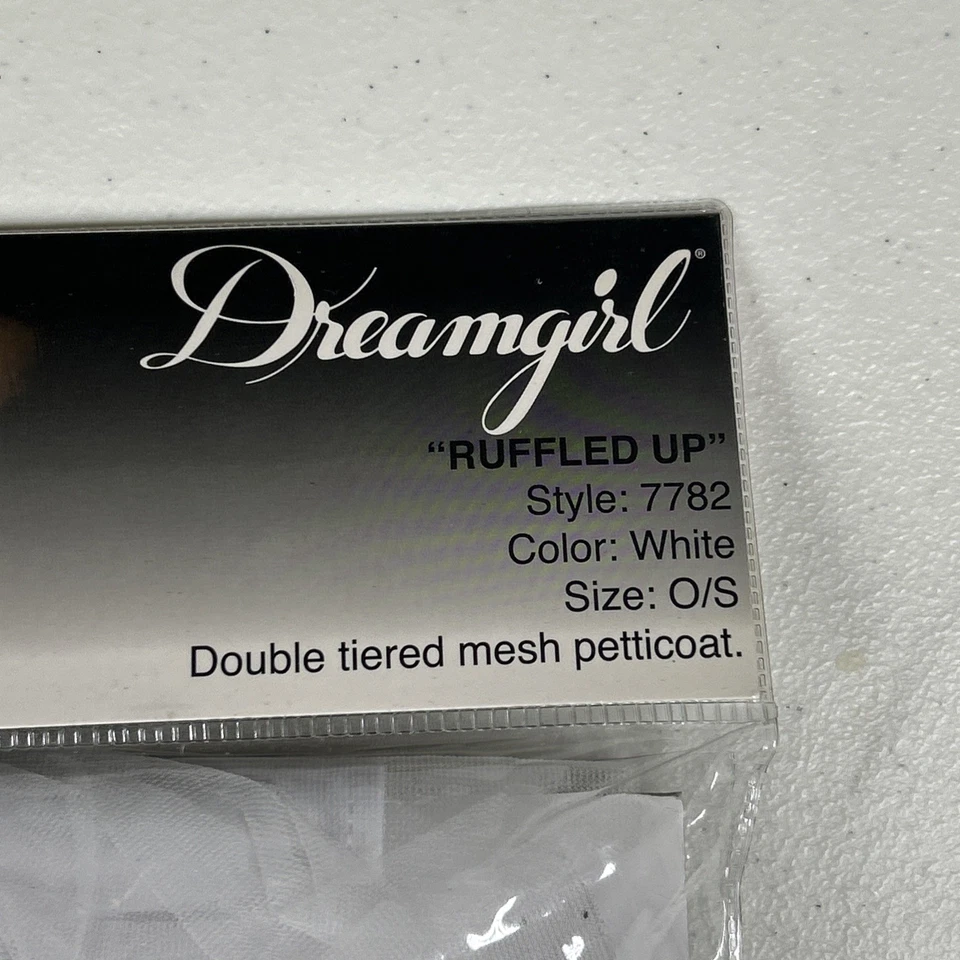 Dreamgirl®
“RUFFLED UP”
Style: 7782
Color: White
Size: O/S
Double tiered mesh petticoat.